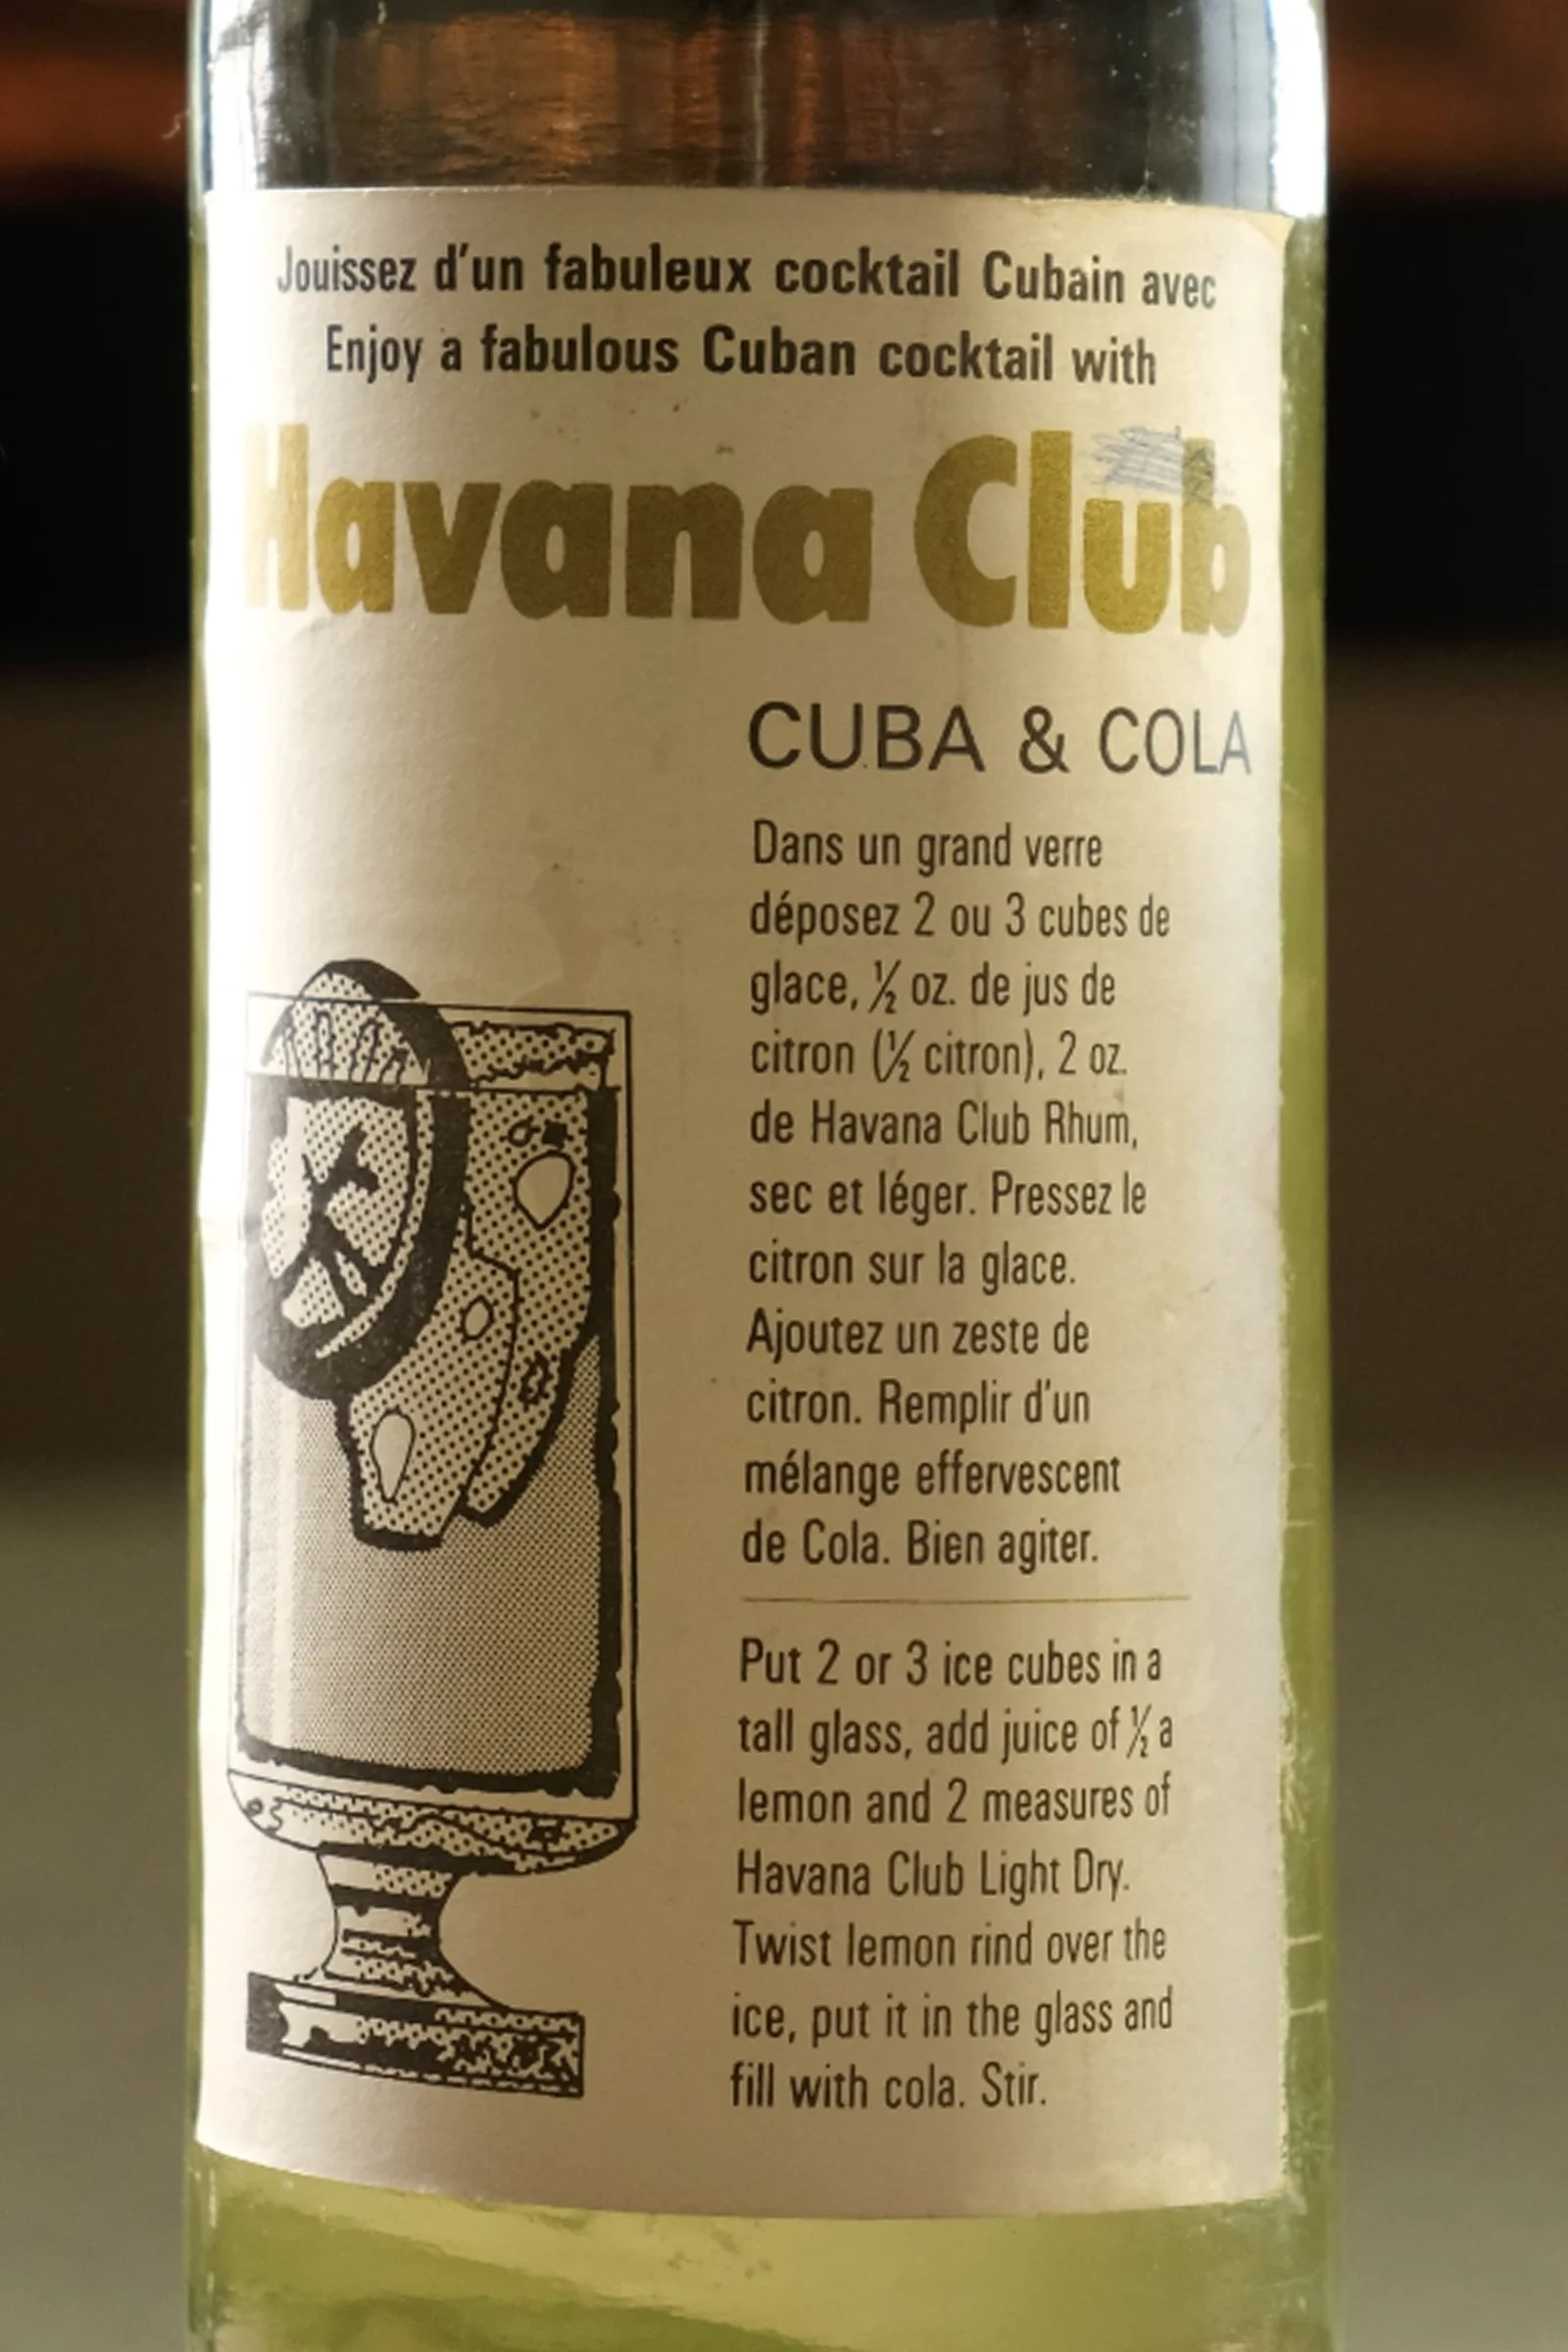 Jouissez d'un fabuleux cocktail Cubain avec
Enjoy a fabulous Cuban cocktail with
Havana Club
CUBA & COLA
Dans un grand verre
déposez 2 ou 3 cubes de
glace, ½ oz. de jus de
citron (½ citron), 2 oz.
de Havana Club Rhum,
sec et léger. Pressez le
citron sur la glace.
Ajoutez un zeste de
citron. Remplir d'un
mélange effervescent
de Cola. Bien agiter.
Put 2 or 3 ice cubes in a
tall glass, add juice of ½ a
lemon and 2 measures of
Havana Club Light Dry.
Twist lemon rind over the
ice, put it in the glass and
fill with cola. Stir.